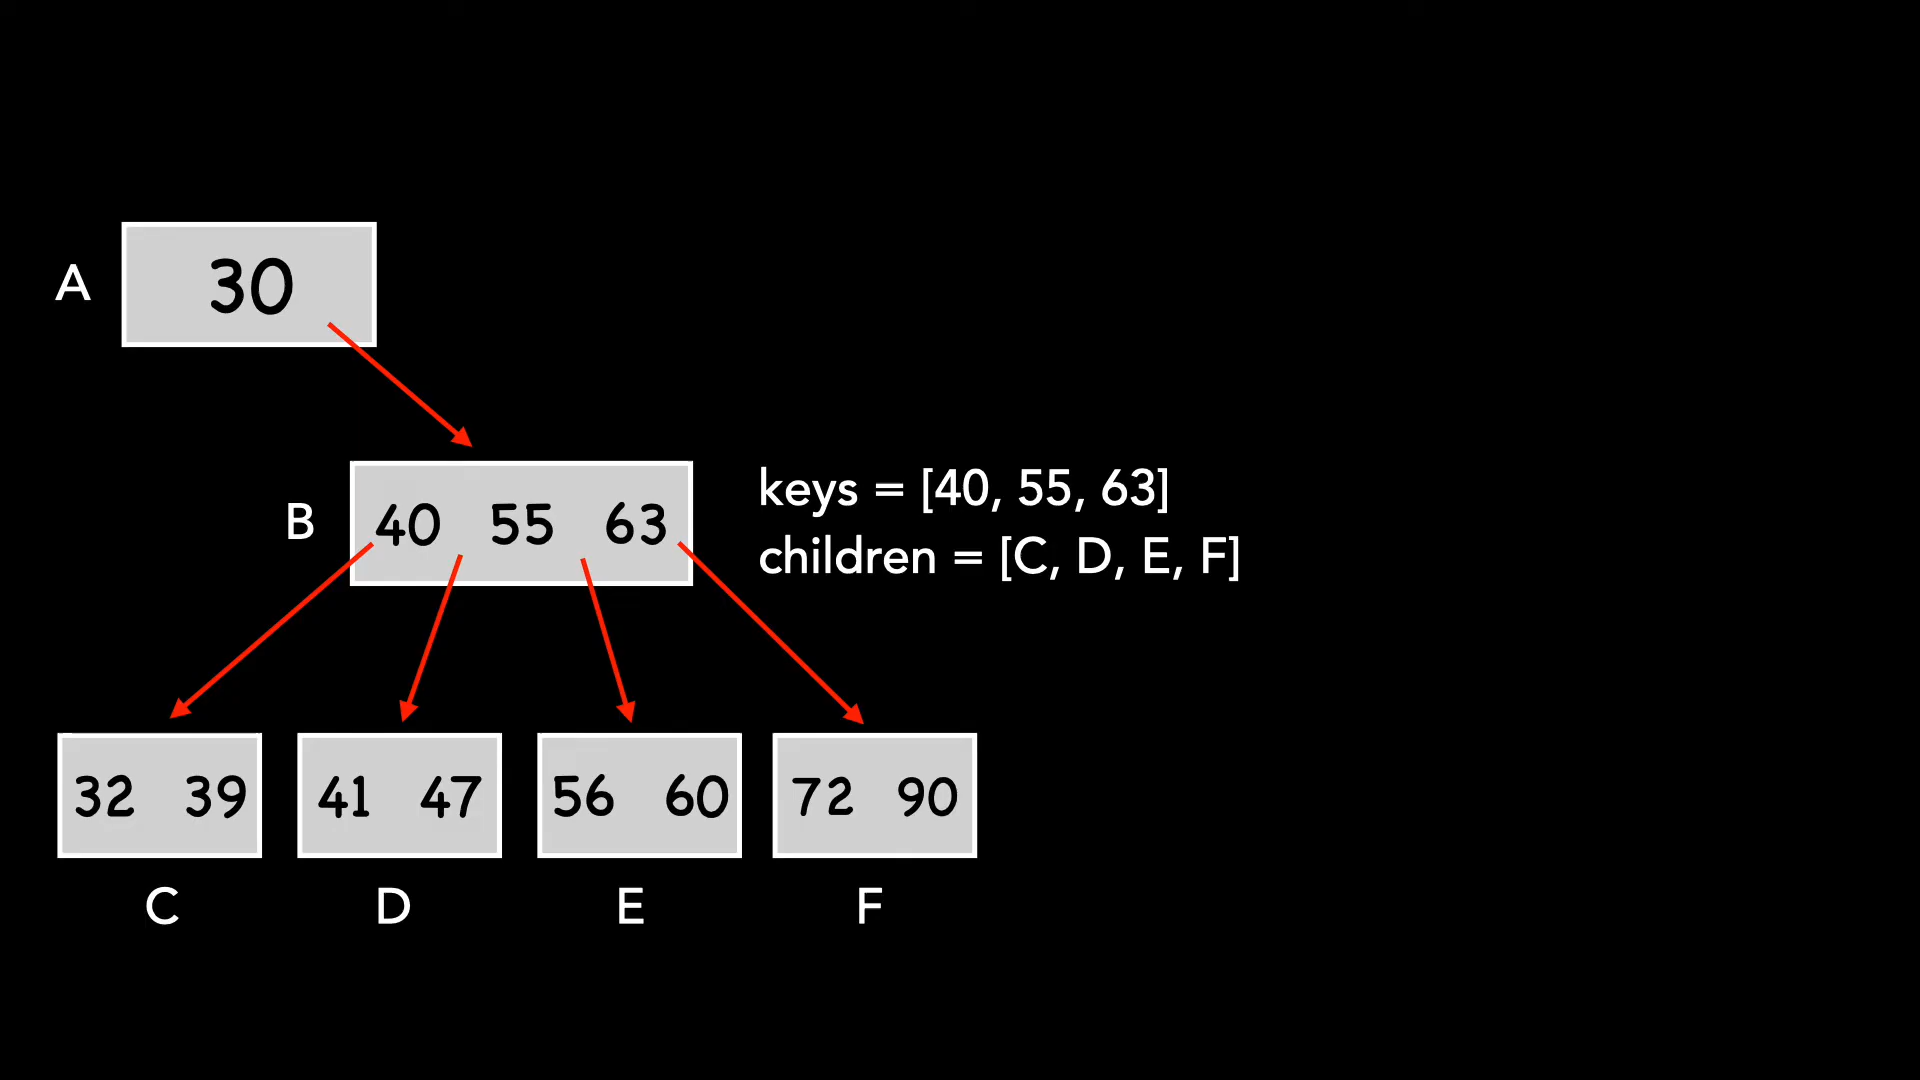 A 30
B 40 55 63
keys = [40, 55, 63]
children = [C, D, E, F]
32 39 41 47 56 60 72 90
C D E F